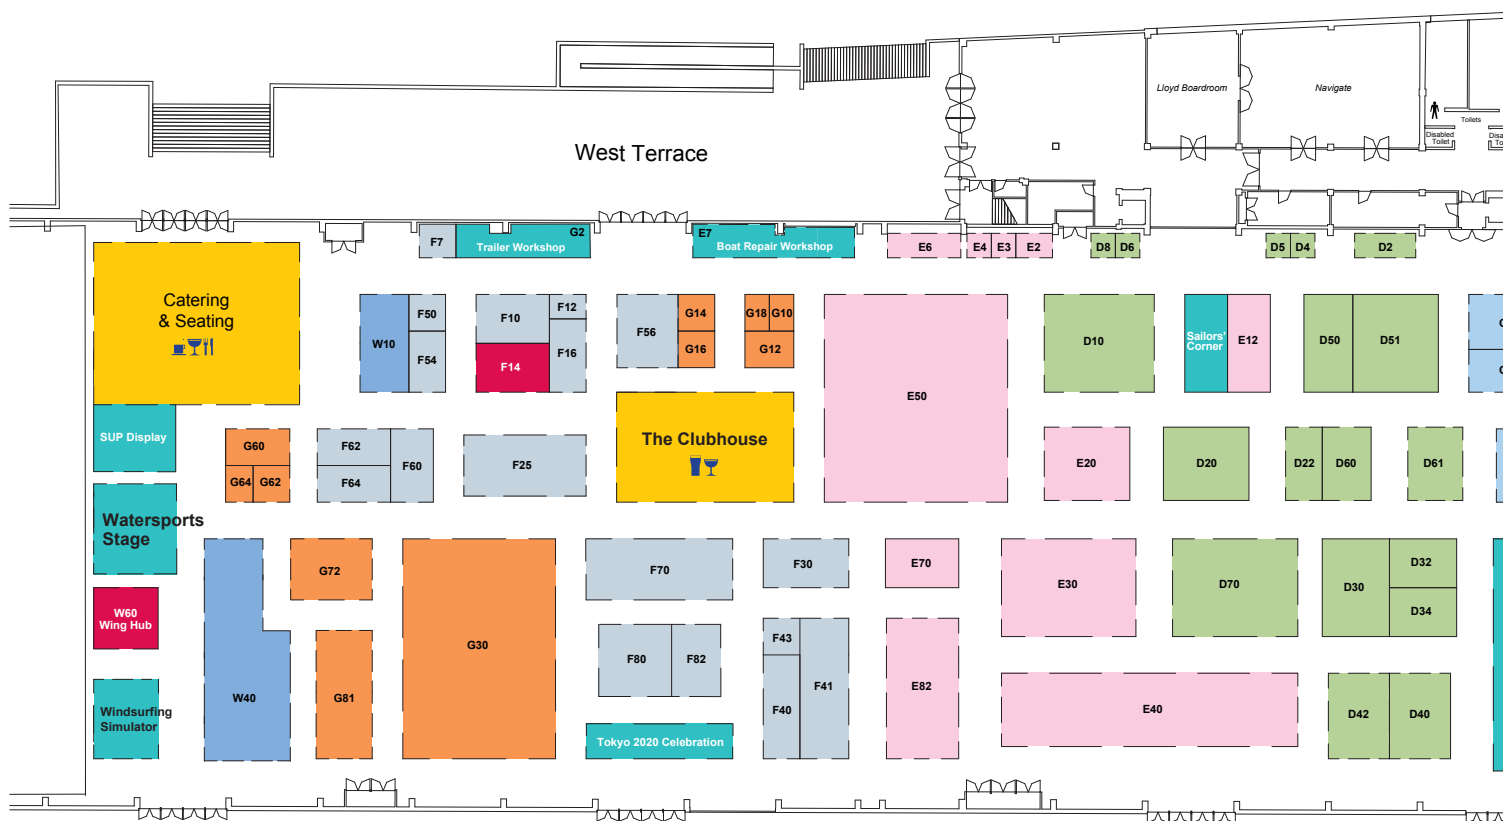 Lloyd Boardroom
Navigate
Toilets
Disabled
Toilet
West Terrace
F7
Trailer Workshop
G2
E7
Boat Repair Workshop
E6
E4
E3
E2
D8
D6
D5
D4
D2
Catering
& Seating
W10
F50
F54
F10
F12
F14
F16
F56
G14
G16
G18
G10
G12
E50
D10
Sailors'
Corner
E12
D50
D51
SUP Display
G60
G64
G62
F62
F64
F60
F25
The Clubhouse
E20
D20
D22
D60
D61
Watersports
Stage
G72
G30
F70
F30
E70
E30
D70
D30
D32
D34
W60
Wing Hub
W40
G81
F80
F82
F43
F40
F41
E82
E40
D42
D40
Windsurfing
Simulator
Tokyo 2020 Celebration